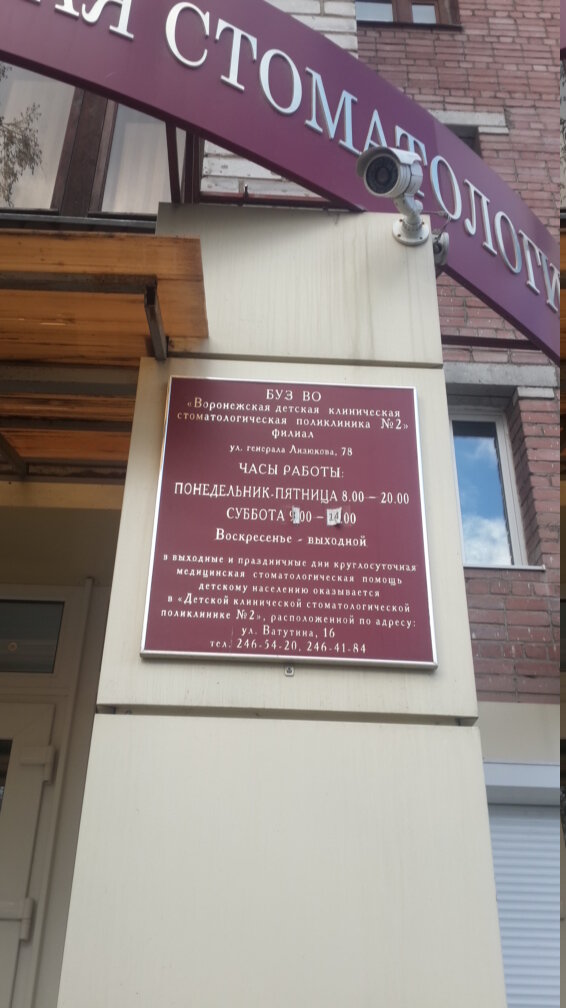 СТОМАТОЛОГИ
БУЗ ВО
«Воронежская детская клиническая
стоматологическая поликлиника №2»
филиал
ул. генерала Лизюкова, 78
ЧАСЫ РАБОТЫ:
ПОНЕДЕЛЬНИК-ПЯТНИЦА 8.00 – 20.00
СУББОТА
Воскресенье - выходной
в выходные и праздничные дни круглосуточная
медицинская стоматологическая помощь
детскому населению оказывается
в «Детской клинической стоматологической
поликлинике №2», расположенной по адресу:
ул. Ватутина, 16
тел. 246-54-20, 246-41-84